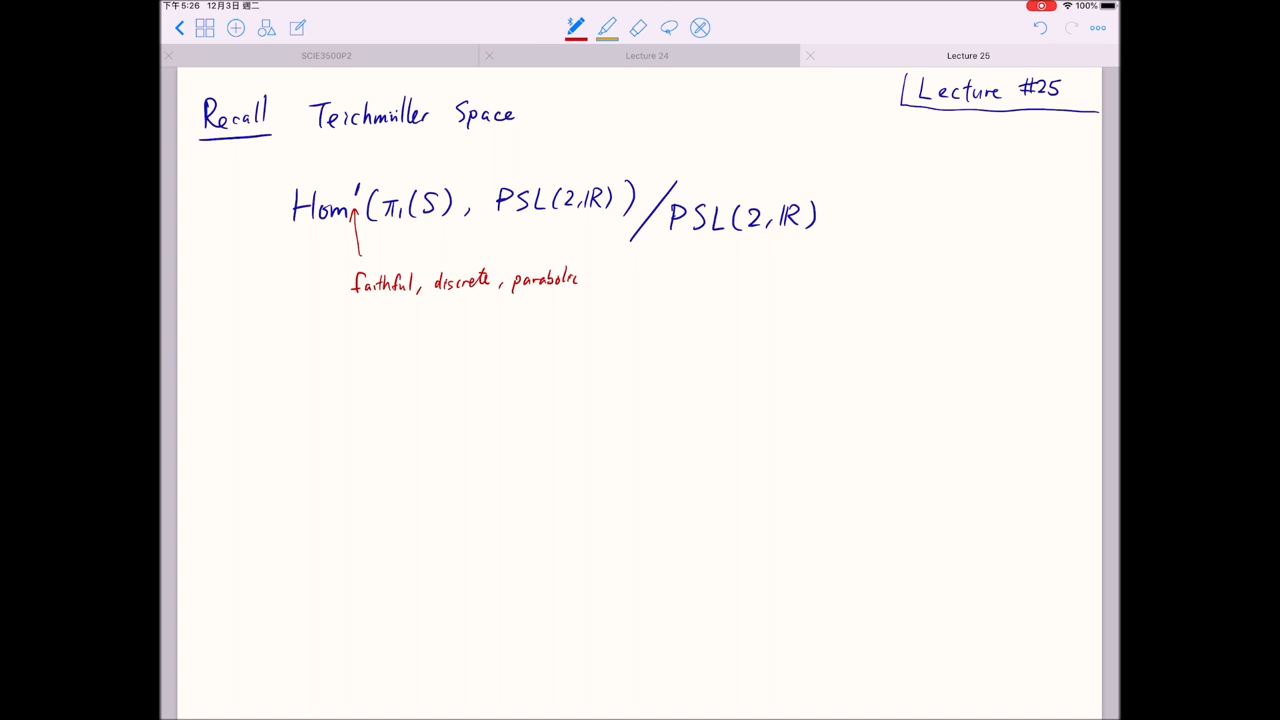 下午5:26 12月3日 週二
100%
SCIE3500P2
Lecture 24
Lecture 25
Lecture #25
Recall Teichmüller Space
Hom'(π₁(S), PSL(2,ℝ)) / PSL(2,ℝ)
faithful, discrete, parabolic